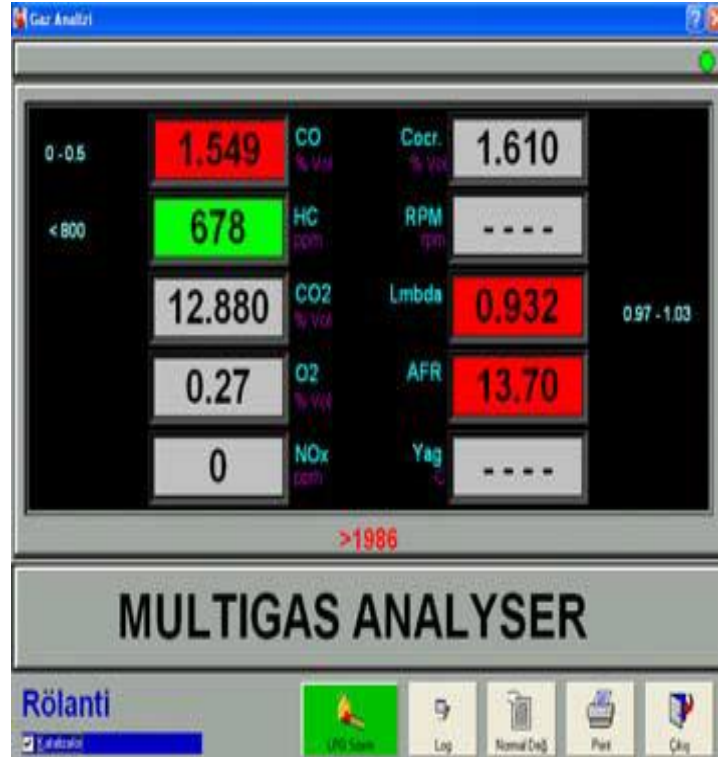 Gaz Analizi
0 - 0.5 1.549 CO % Vol Cocr. % Vol 1.610
< 800 678 HC ppm RPM rpm - - - -
12.880 CO2 % Vol Lmbda 0.932 0.97 - 1.03
0.27 O2 % Vol AFR 13.70
0 NOx ppm Yag °C - - - -
>1986
MULTIGAS ANALYSER
Rölanti
Katalizatör
Log Normal Değ. Print Çıkış